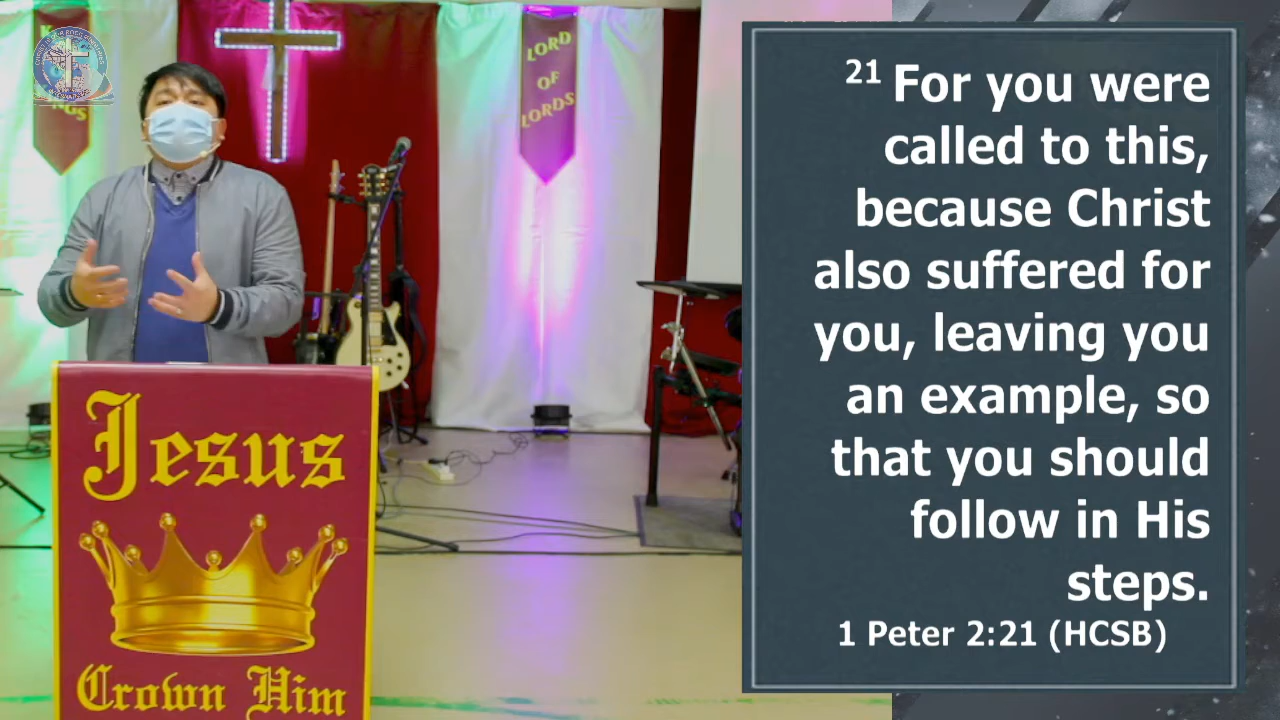 LORD
OF
LORDS
NGS
Jesus
Crown Him
21 For you were
called to this,
because Christ
also suffered for
you, leaving you
an example, so
that you should
follow in His
steps.
1 Peter 2:21 (HCSB)